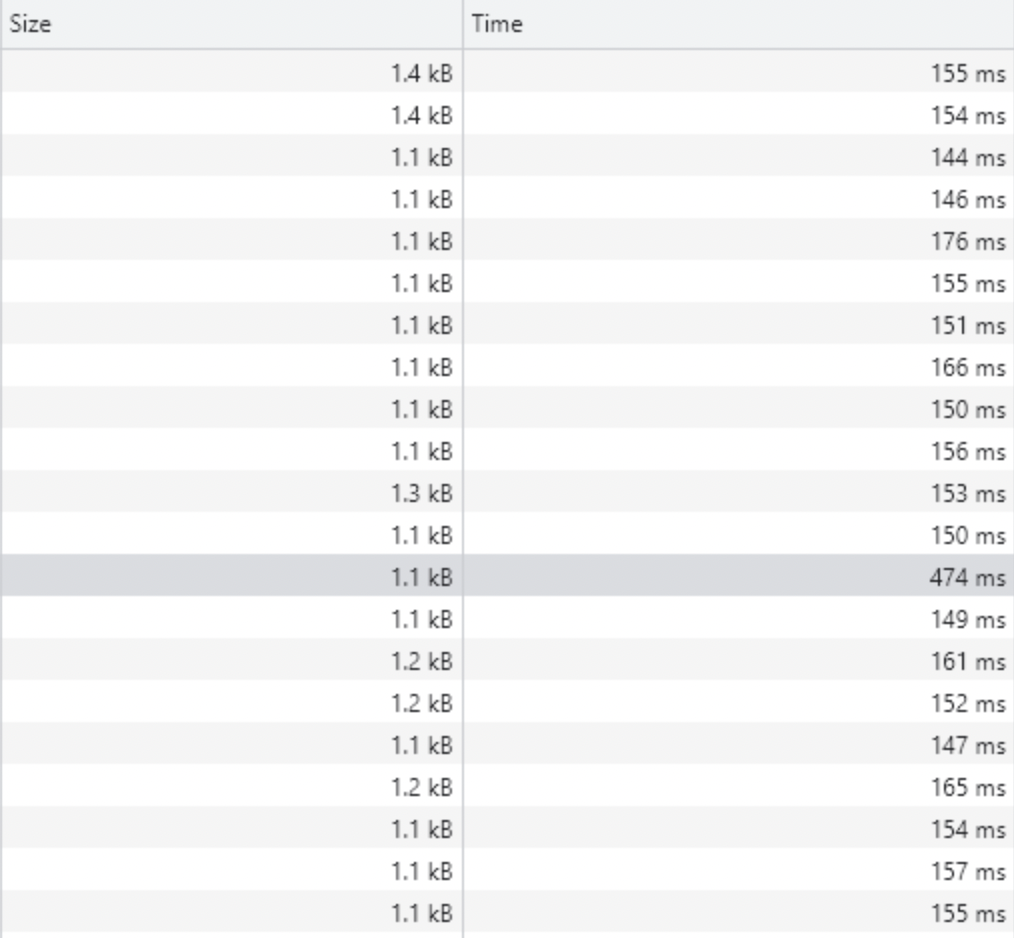 Size Time
1.4 kB 155 ms
1.4 kB 154 ms
1.1 kB 144 ms
1.1 kB 146 ms
1.1 kB 176 ms
1.1 kB 155 ms
1.1 kB 151 ms
1.1 kB 166 ms
1.1 kB 150 ms
1.1 kB 156 ms
1.3 kB 153 ms
1.1 kB 150 ms
1.1 kB 474 ms
1.1 kB 149 ms
1.2 kB 161 ms
1.2 kB 152 ms
1.1 kB 147 ms
1.2 kB 165 ms
1.1 kB 154 ms
1.1 kB 157 ms
1.1 kB 155 ms